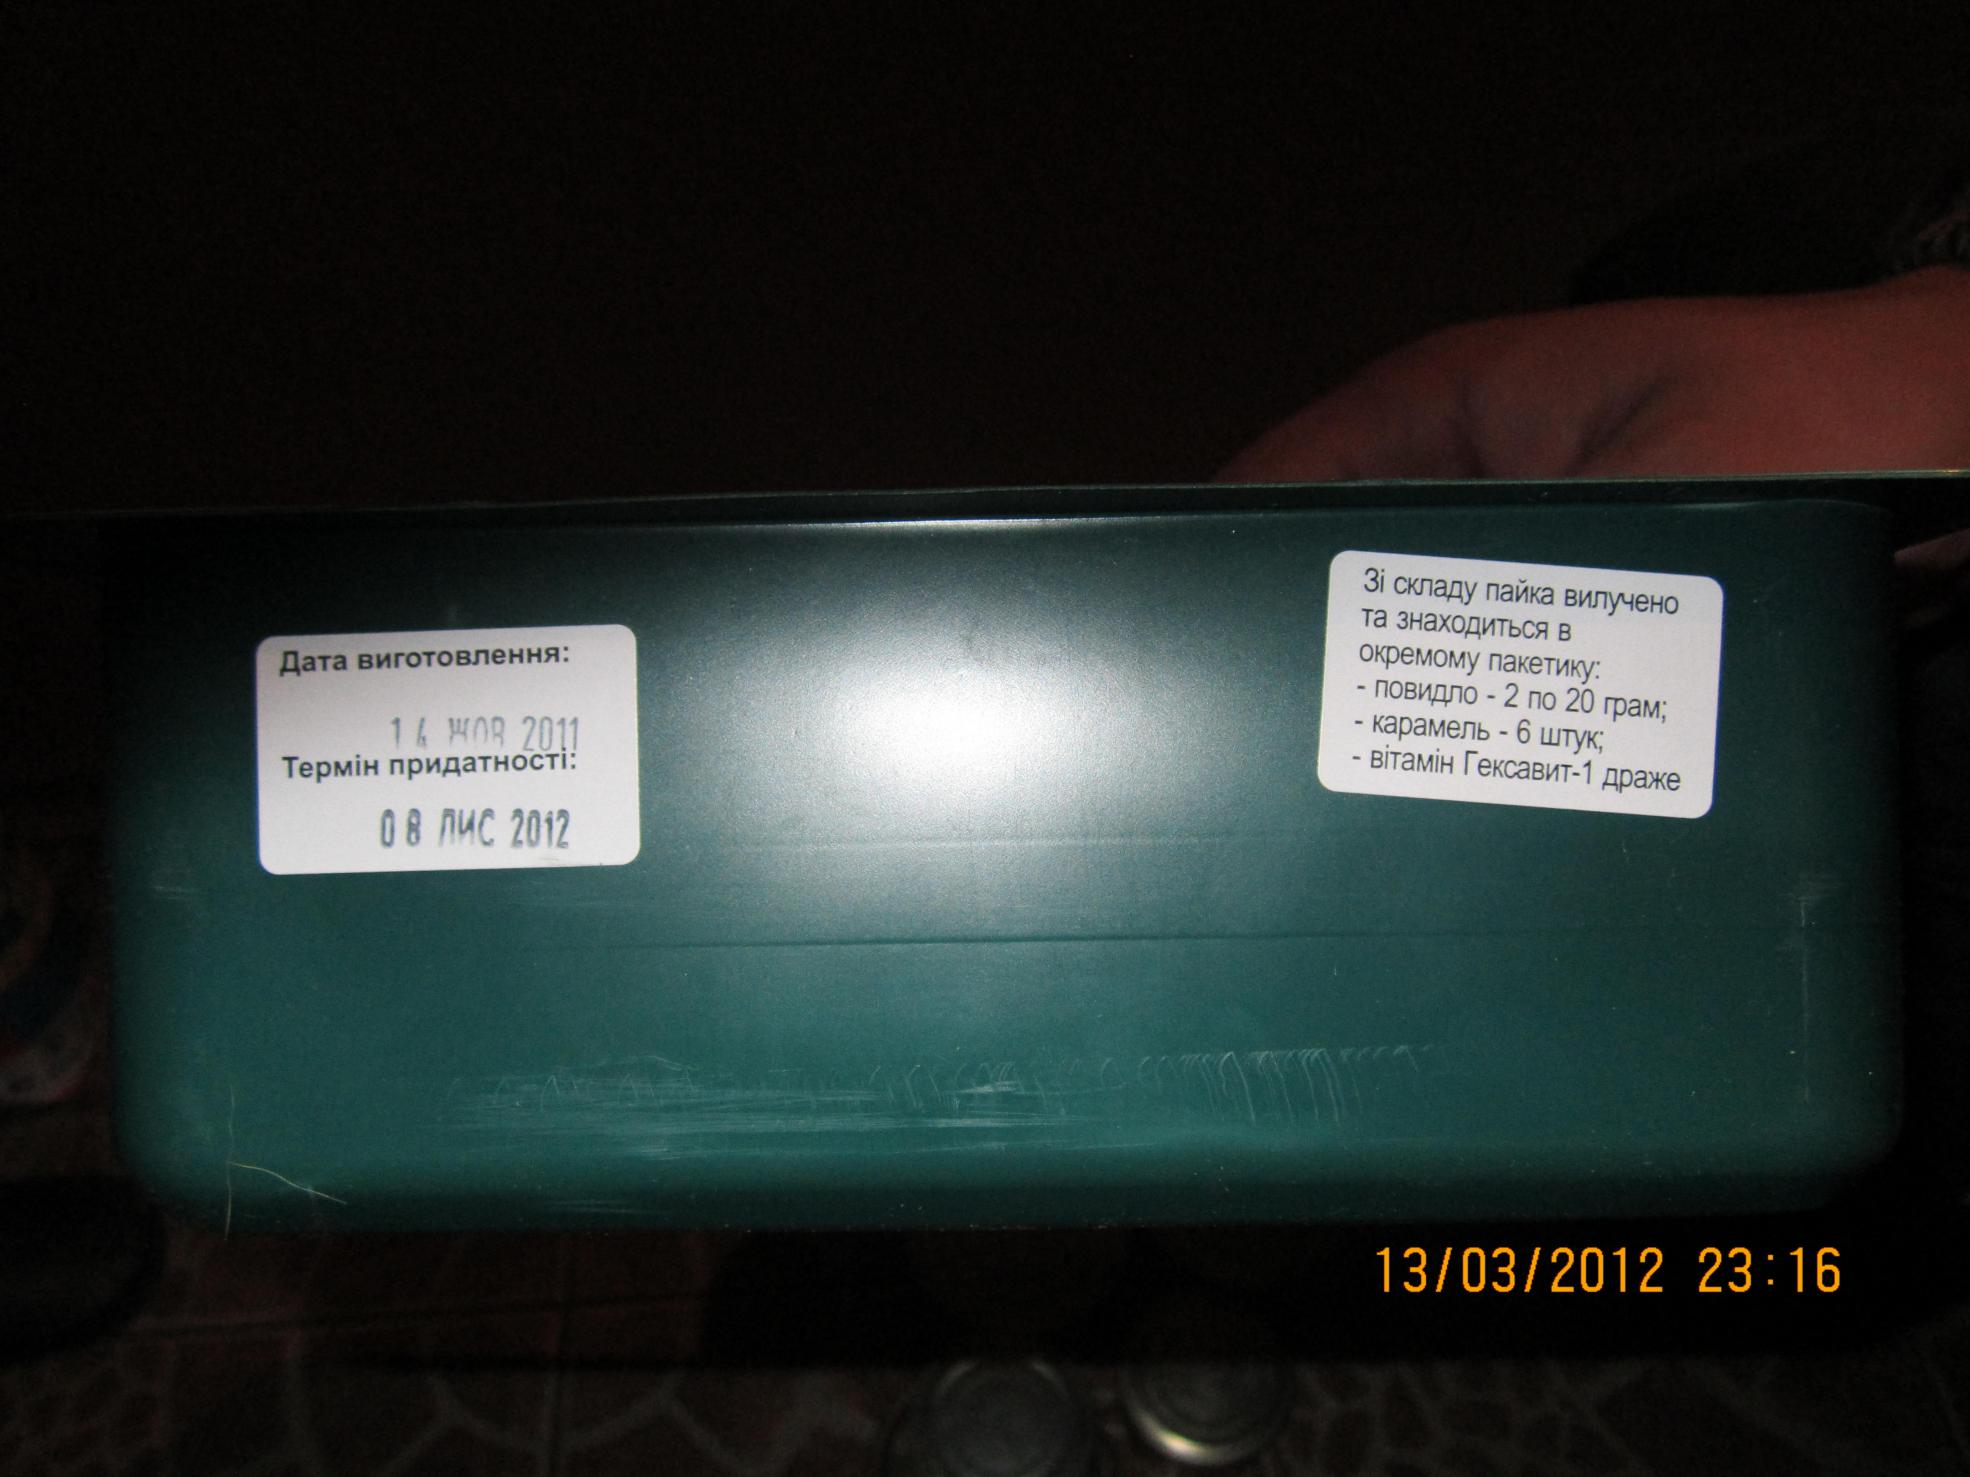 Дата виготовлення:
14 ЖОВ 2011
Термін придатності:
08 ЛИС 2012
Зі складу пайка вилучено
та знаходиться в
окремому пакетику:
- повидло - 2 по 20 грам;
- карамель - 6 штук;
- вітамін Гексавит-1 драже
13/03/2012 23:16